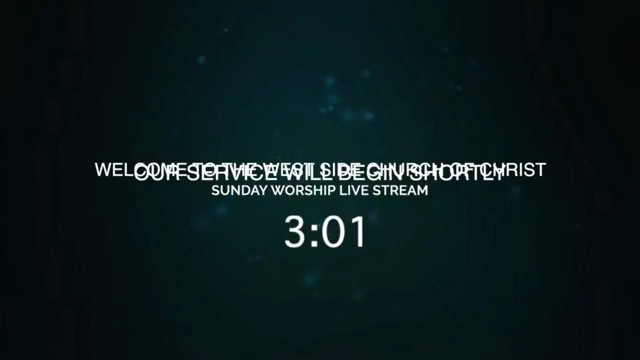 WELCOME TO THE WEST SIDE CHURCH OF CHRIST
OUR SERVICE WILL BEGIN SHORTLY
SUNDAY WORSHIP LIVE STREAM
3:01